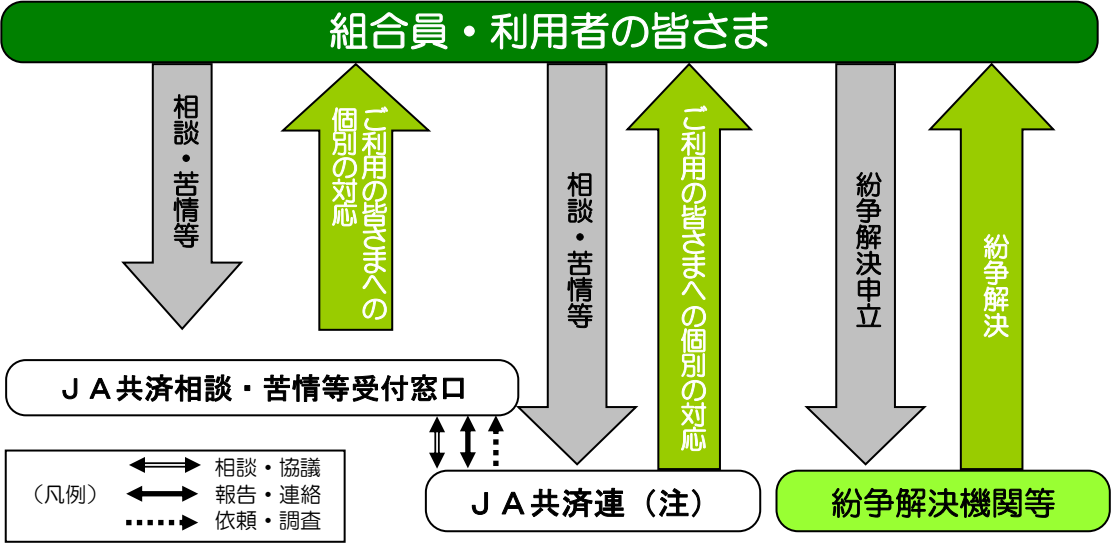 組合員・利用者の皆さま
相談・苦情等
ご利用の皆さまへの
個別の対応
相談・苦情等
ご利用の皆さまへの個別の対応
紛争解決申立
紛争解決
ＪＡ共済相談・苦情等受付窓口
（凡例）
相談・協議
報告・連絡
依頼・調査
ＪＡ共済連（注）
紛争解決機関等